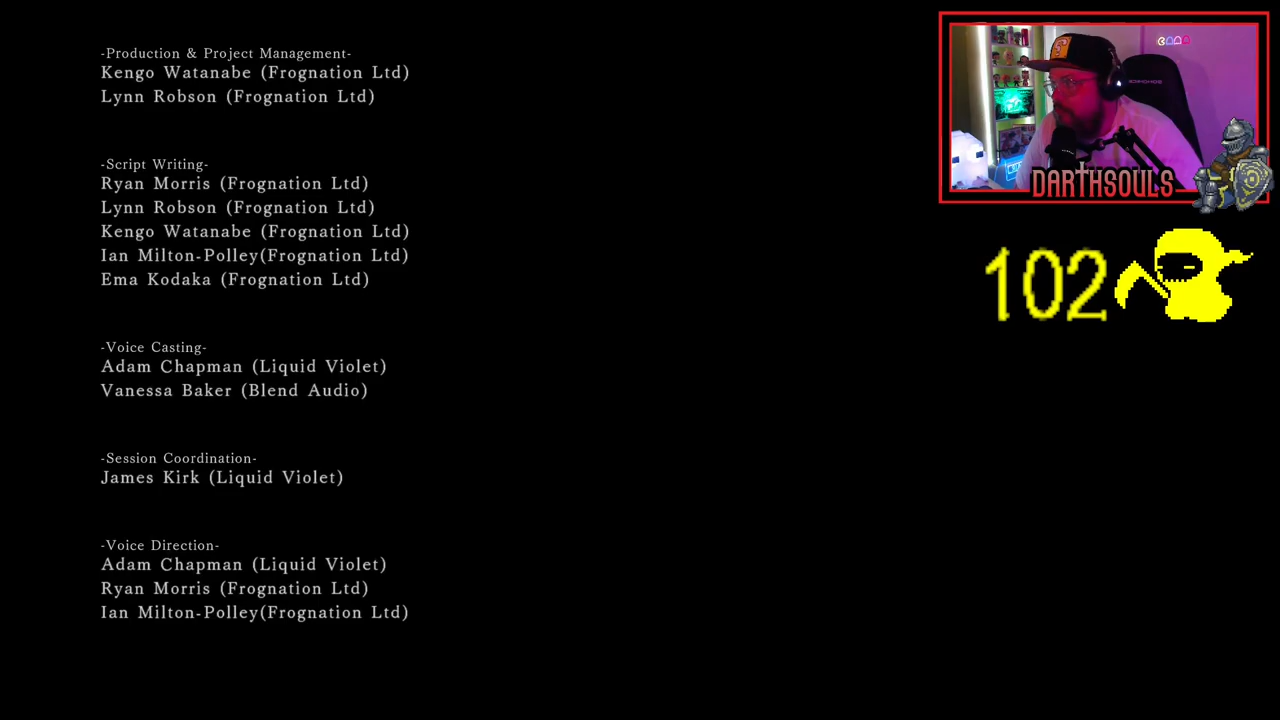 -Production & Project Management-
Kengo Watanabe (Frognation Ltd)
Lynn Robson (Frognation Ltd)
-Script Writing-
Ryan Morris (Frognation Ltd)
Lynn Robson (Frognation Ltd)
Kengo Watanabe (Frognation Ltd)
Ian Milton-Polley(Frognation Ltd)
Ema Kodaka (Frognation Ltd)
-Voice Casting-
Adam Chapman (Liquid Violet)
Vanessa Baker (Blend Audio)
-Session Coordination-
James Kirk (Liquid Violet)
-Voice Direction-
Adam Chapman (Liquid Violet)
Ryan Morris (Frognation Ltd)
Ian Milton-Polley(Frognation Ltd)
DARTHSOULS
102